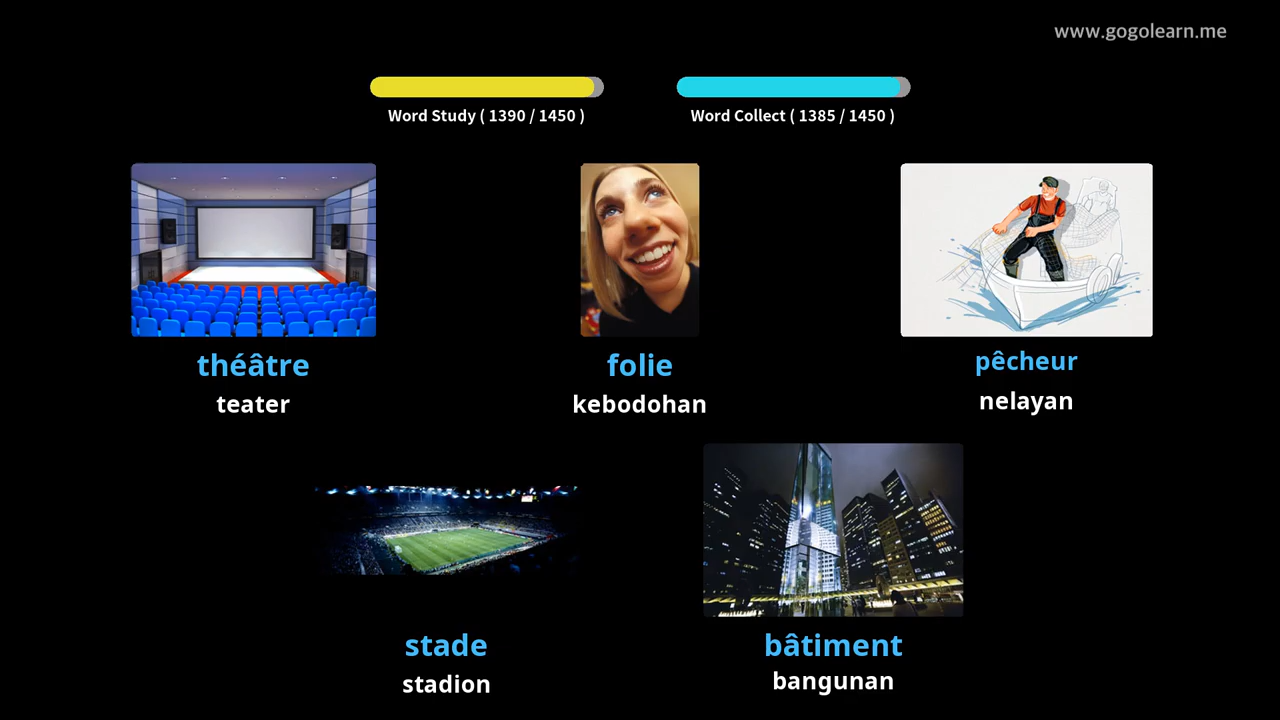 www.gogolearn.me
Word Study ( 1390 / 1450 )
Word Collect ( 1385 / 1450 )
théâtre
teater
folie
kebodohan
pêcheur
nelayan
stade
stadion
bâtiment
bangunan